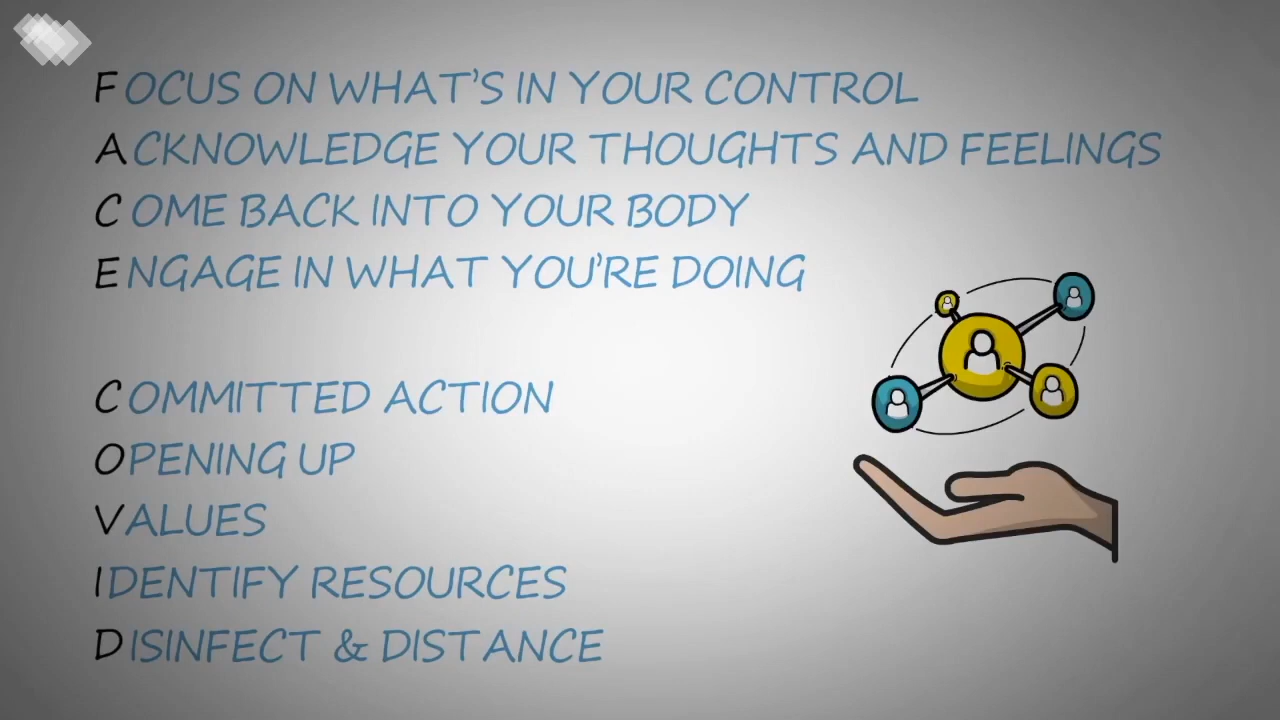 FOCUS ON WHAT'S IN YOUR CONTROL
ACKNOWLEDGE YOUR THOUGHTS AND FEELINGS
COME BACK INTO YOUR BODY
ENGAGE IN WHAT YOU'RE DOING
COMMITTED ACTION
OPENING UP
VALUES
IDENTIFY RESOURCES
DISINFECT & DISTANCE